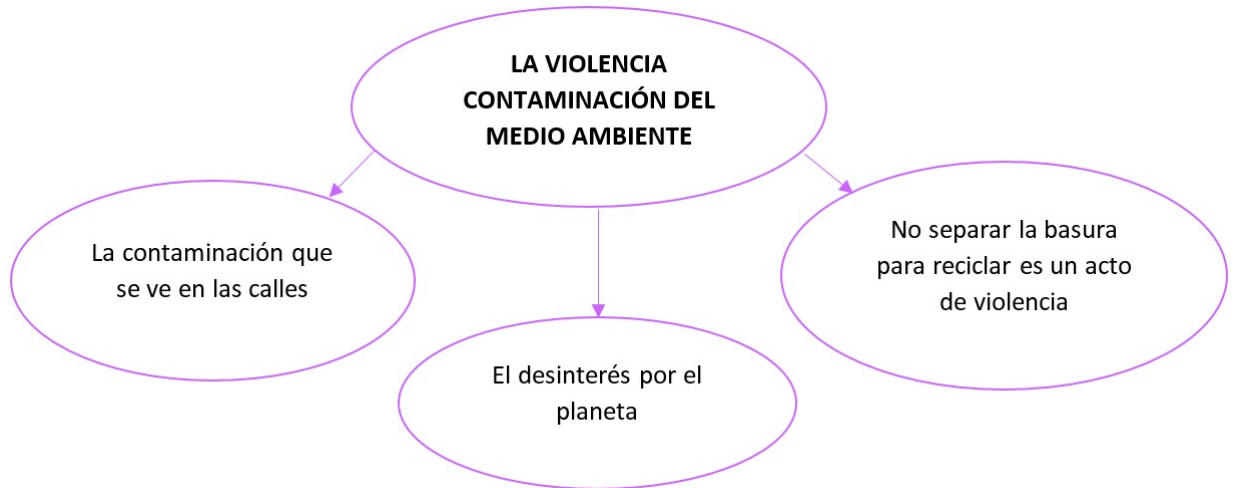 LA VIOLENCIA
CONTAMINACIÓN DEL
MEDIO AMBIENTE
La contaminación que
se ve en las calles
El desinterés por el
planeta
No separar la basura
para reciclar es un acto
de violencia